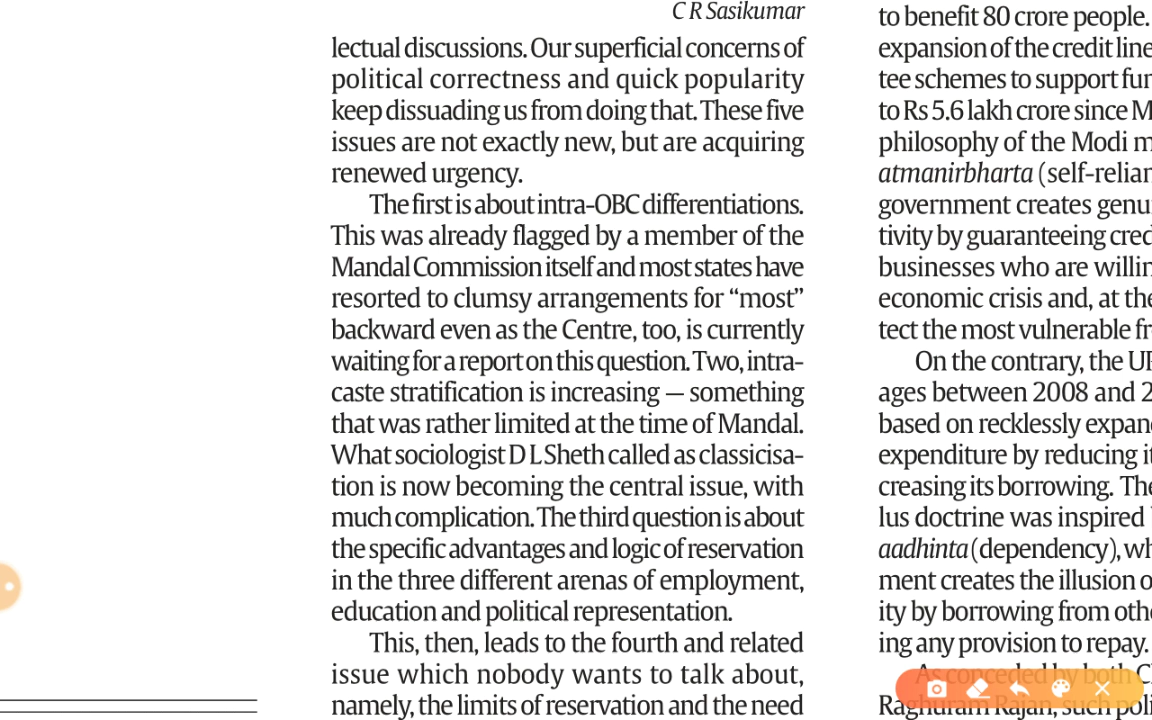 C R Sasikumar
lectual discussions. Our superficial concerns of
political correctness and quick popularity
keep dissuading us from doing that. These five
issues are not exactly new, but are acquiring
renewed urgency.
The first is about intra-OBC differentiations.
This was already flagged by a member of the
Mandal Commission itself and most states have
resorted to clumsy arrangements for “most”
backward even as the Centre, too, is currently
waiting for a report on this question. Two, intra-
caste stratification is increasing — something
that was rather limited at the time of Mandal.
What sociologist D L Sheth called as classicisa-
tion is now becoming the central issue, with
much complication. The third question is about
the specific advantages and logic of reservation
in the three different arenas of employment,
education and political representation.
This, then, leads to the fourth and related
issue which nobody wants to talk about,
namely, the limits of reservation and the need
to benefit 80 crore people.
expansion of the credit line
tee schemes to support fun
to Rs 5.6 lakh crore since M
philosophy of the Modi m
atmanirbharta (self-relian
government creates genui
tivity by guaranteeing cred
businesses who are willin
economic crisis and, at the
tect the most vulnerable fr
On the contrary, the UP
ages between 2008 and 2
based on recklessly expan
expenditure by reducing it
creasing its borrowing. The
lus doctrine was inspired
aadhinta (dependency), wh
ment creates the illusion o
ity by borrowing from othe
ing any provision to repay.
As conceded by both C
Raghuram Rajan, such poli